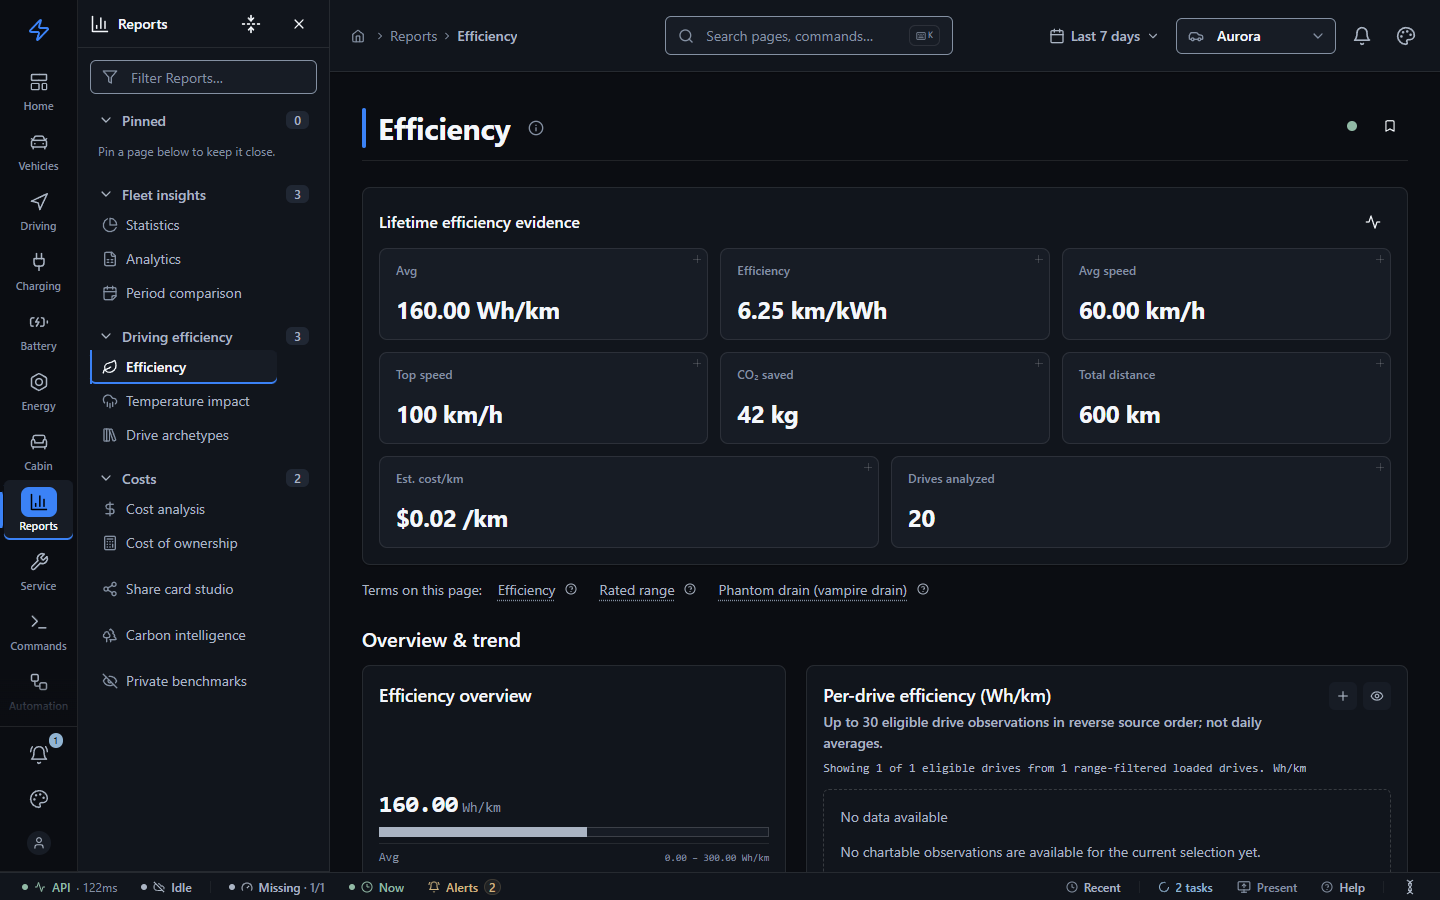 Reports
Reports
Efficiency
Search pages, commands...
K
Last 7 days
Aurora
Home
Vehicles
Driving
Charging
Battery
Energy
Cabin
Reports
Service
Commands
Automation
1
Filter Reports...
Pinned
0
Pin a page below to keep it close.
Fleet insights
3
Statistics
Analytics
Period comparison
Driving efficiency
3
Efficiency
Temperature impact
Drive archetypes
Costs
2
Cost analysis
Cost of ownership
Share card studio
Carbon intelligence
Private benchmarks
Efficiency
Lifetime efficiency evidence
Avg
160.00 Wh/km
Efficiency
6.25 km/kWh
Avg speed
60.00 km/h
Top speed
100 km/h
CO₂ saved
42 kg
Total distance
600 km
Est. cost/km
$0.02 /km
Drives analyzed
20
Terms on this page: Efficiency Rated range Phantom drain (vampire drain)
Overview & trend
Efficiency overview
160.00 Wh/km
Avg
0.00 – 300.00 Wh/km
Per-drive efficiency (Wh/km)
Up to 30 eligible drive observations in reverse source order; not daily
averages.
Showing 1 of 1 eligible drives from 1 range-filtered loaded drives. Wh/km
No data available
No chartable observations are available for the current selection yet.
API · 122ms
Idle
Missing · 1/1
Now
Alerts 2
Recent
2 tasks
Present
Help